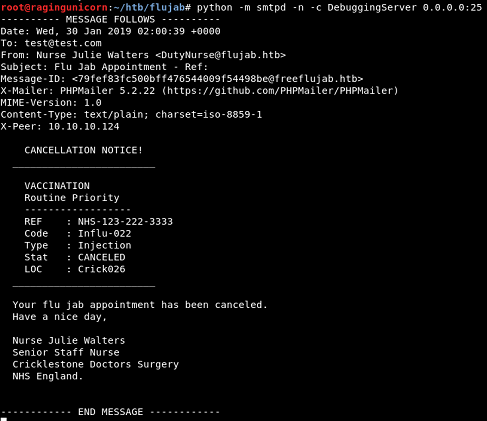 root@ragingunicorn:~/htb/flujab# python -m smtpd -n -c DebuggingServer 0.0.0.0:25
---------- MESSAGE FOLLOWS ----------
Date: Wed, 30 Jan 2019 02:00:39 +0000
To: test@test.com
From: Nurse Julie Walters <DutyNurse@flujab.htb>
Subject: Flu Jab Appointment - Ref:
Message-ID: <79fef83fc500bff476544009f54498be@freeflujab.htb>
X-Mailer: PHPMailer 5.2.22 (https://github.com/PHPMailer/PHPMailer)
MIME-Version: 1.0
Content-Type: text/plain; charset=iso-8859-1
X-Peer: 10.10.10.124
CANCELLATION NOTICE!
________________________
VACCINATION
Routine Priority
------------------
REF    : NHS-123-222-3333
Code   : Influ-022
Type   : Injection
Stat   : CANCELED
LOC    : Crick026
________________________
Your flu jab appointment has been canceled.
Have a nice day,
Nurse Julie Walters
Senior Staff Nurse
Cricklestone Doctors Surgery
NHS England.
------------ END MESSAGE ------------